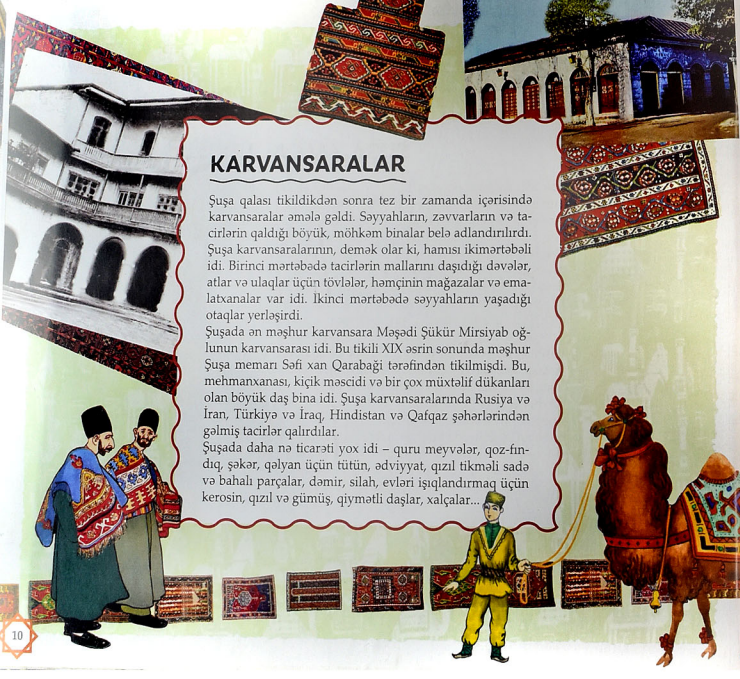 KARVANSARALAR
Şuşa qalası tikildikdən sonra tez bir zamanda içərisində
karvansaralar əmələ gəldi. Səyyahların, zəvvarların və ta-
cirlərin qaldığı böyük, möhkəm binalar belə adlandırılırdı.
Şuşa karvansaralarının, demək olar ki, hamısı ikimərtəbəli
idi. Birinci mərtəbədə tacirlərin mallarını daşıdığı dəvələr,
atlar və ulaqlar üçün tövlələr, həmçinin mağazalar və ema-
latxanalar var idi. Ikinci mərtəbədə səyyahların yaşadığı
otaqlar yerləşirdi.
Şuşada ən məşhur karvansara Məşədi Şükür Mirsiyab oğ-
lunun karvansarası idi. Bu tikili XIX əsrin sonunda məşhur
Şuşa memarı Səfi xan Qarabaği tərəfindən tikilmişdi. Bu,
mehmanxanası, kiçik məscidi və bir çox müxtəlif dükanları
olan böyük daş bina idi. Şuşa karvansaralarında Rusiya və
İran, Türkiyə və İraq, Hindistan və Qafqaz şəhərlərindən
gəlmiş tacirlər qalırdılar.
Şuşada daha nə ticarəti yox idi – quru meyvələr, qoz-fın-
dıq, şəkər, qəlyan üçün tütün, ədviyyat, qızıl tikməli sadə
və bahalı parçalar, dəmir, silah, evləri işıqlandırmaq üçün
kerosin, qızıl və gümüş, qiymətli daşlar, xalçalar...
10